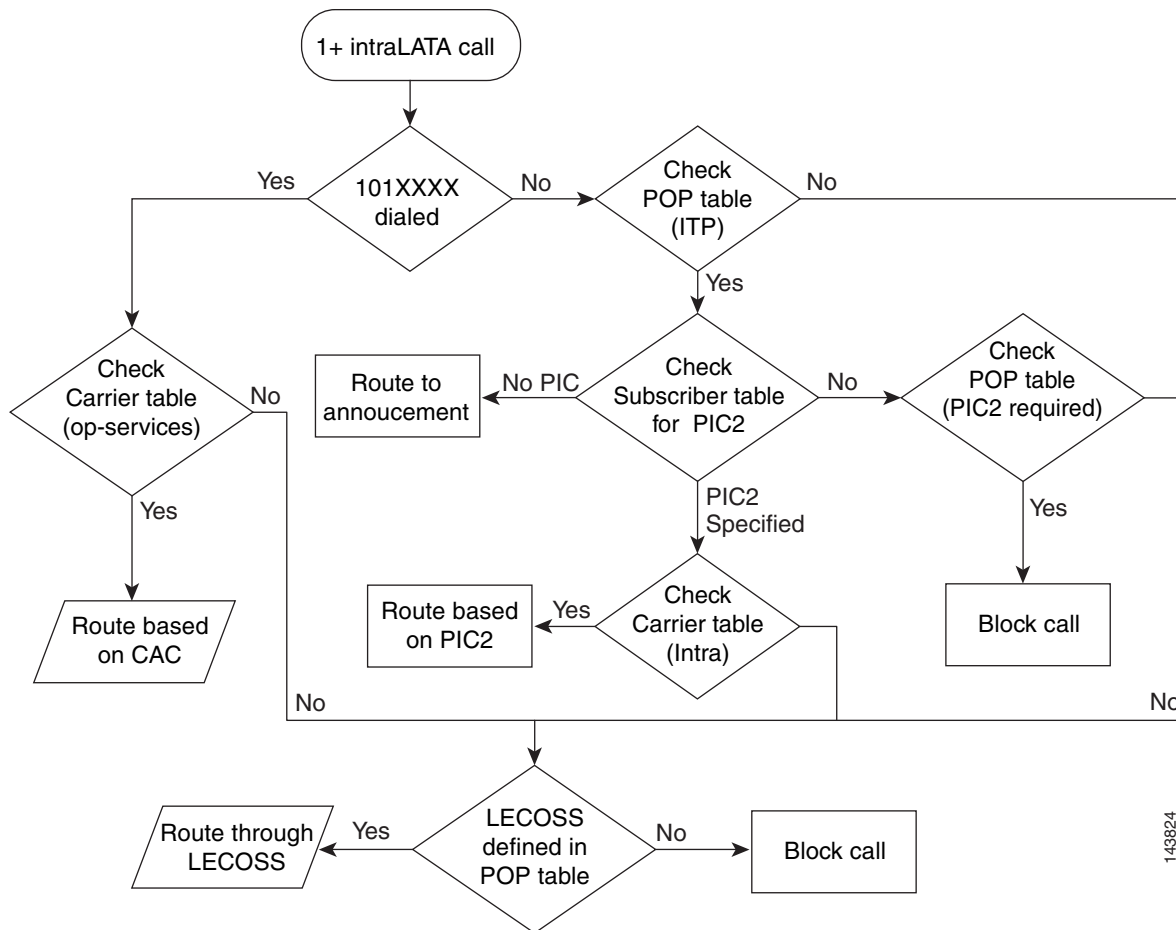 1+ intraLATA call
Yes
101XXXX
dialed
No
Check
POP table
(ITP)
No
Yes
Check
Carrier table
(op-services)
No
Yes
Route based
on CAC
Route to
annoucement
No PIC
Check
Subscriber table
for PIC2
No
Check
POP table
(PIC2 required)
PIC2
Specified
Yes
Block call
Route based
on PIC2
Yes
Check
Carrier table
(Intra)
No
No
Route through
LECOSS
Yes
LECOSS
defined in
POP table
No
Block call
143824